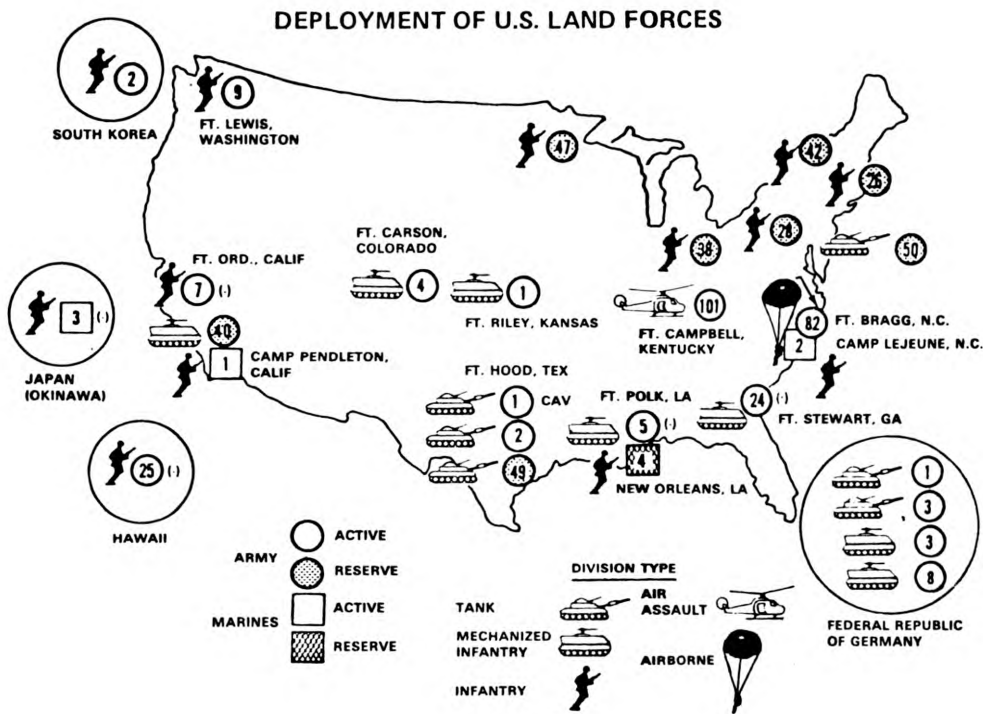 DEPLOYMENT OF U.S. LAND FORCES
2
SOUTH KOREA
9
FT. LEWIS,
WASHINGTON
47
42
26
28
38
50
FT. CARSON,
COLORADO
4
1
FT. RILEY, KANSAS
FT. ORD., CALIF
7 (-)
40
1
CAMP PENDLETON,
CALIF
3 (-)
JAPAN
(OKINAWA)
101
FT. CAMPBELL,
KENTUCKY
82
FT. BRAGG, N.C.
2
CAMP LEJEUNE, N.C.
FT. HOOD, TEX
1 CAV
2
49
FT. POLK, LA
5 (-)
4
NEW ORLEANS, LA
24 (-)
FT. STEWART, GA
25 (-)
HAWAII
1
3
3
8
FEDERAL REPUBLIC
OF GERMANY
ARMY
ACTIVE
RESERVE
MARINES
ACTIVE
RESERVE
DIVISION TYPE
TANK
MECHANIZED
INFANTRY
INFANTRY
AIR
ASSAULT
AIRBORNE